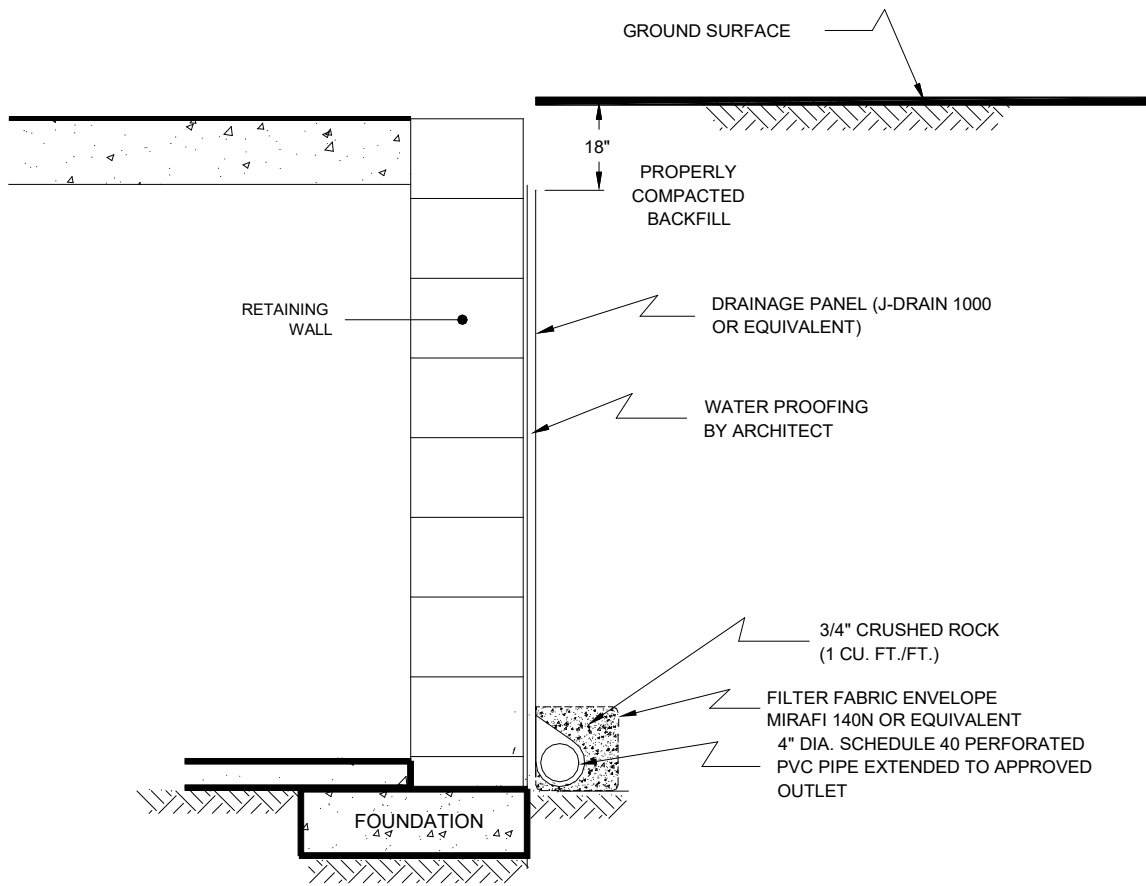 GROUND SURFACE
18"
PROPERLY
COMPACTED
BACKFILL
RETAINING
WALL
DRAINAGE PANEL (J-DRAIN 1000
OR EQUIVALENT)
WATER PROOFING
BY ARCHITECT
3/4" CRUSHED ROCK
(1 CU. FT./FT.)
FILTER FABRIC ENVELOPE
MIRAFI 140N OR EQUIVALENT
4" DIA. SCHEDULE 40 PERFORATED
PVC PIPE EXTENDED TO APPROVED
OUTLET
FOUNDATION